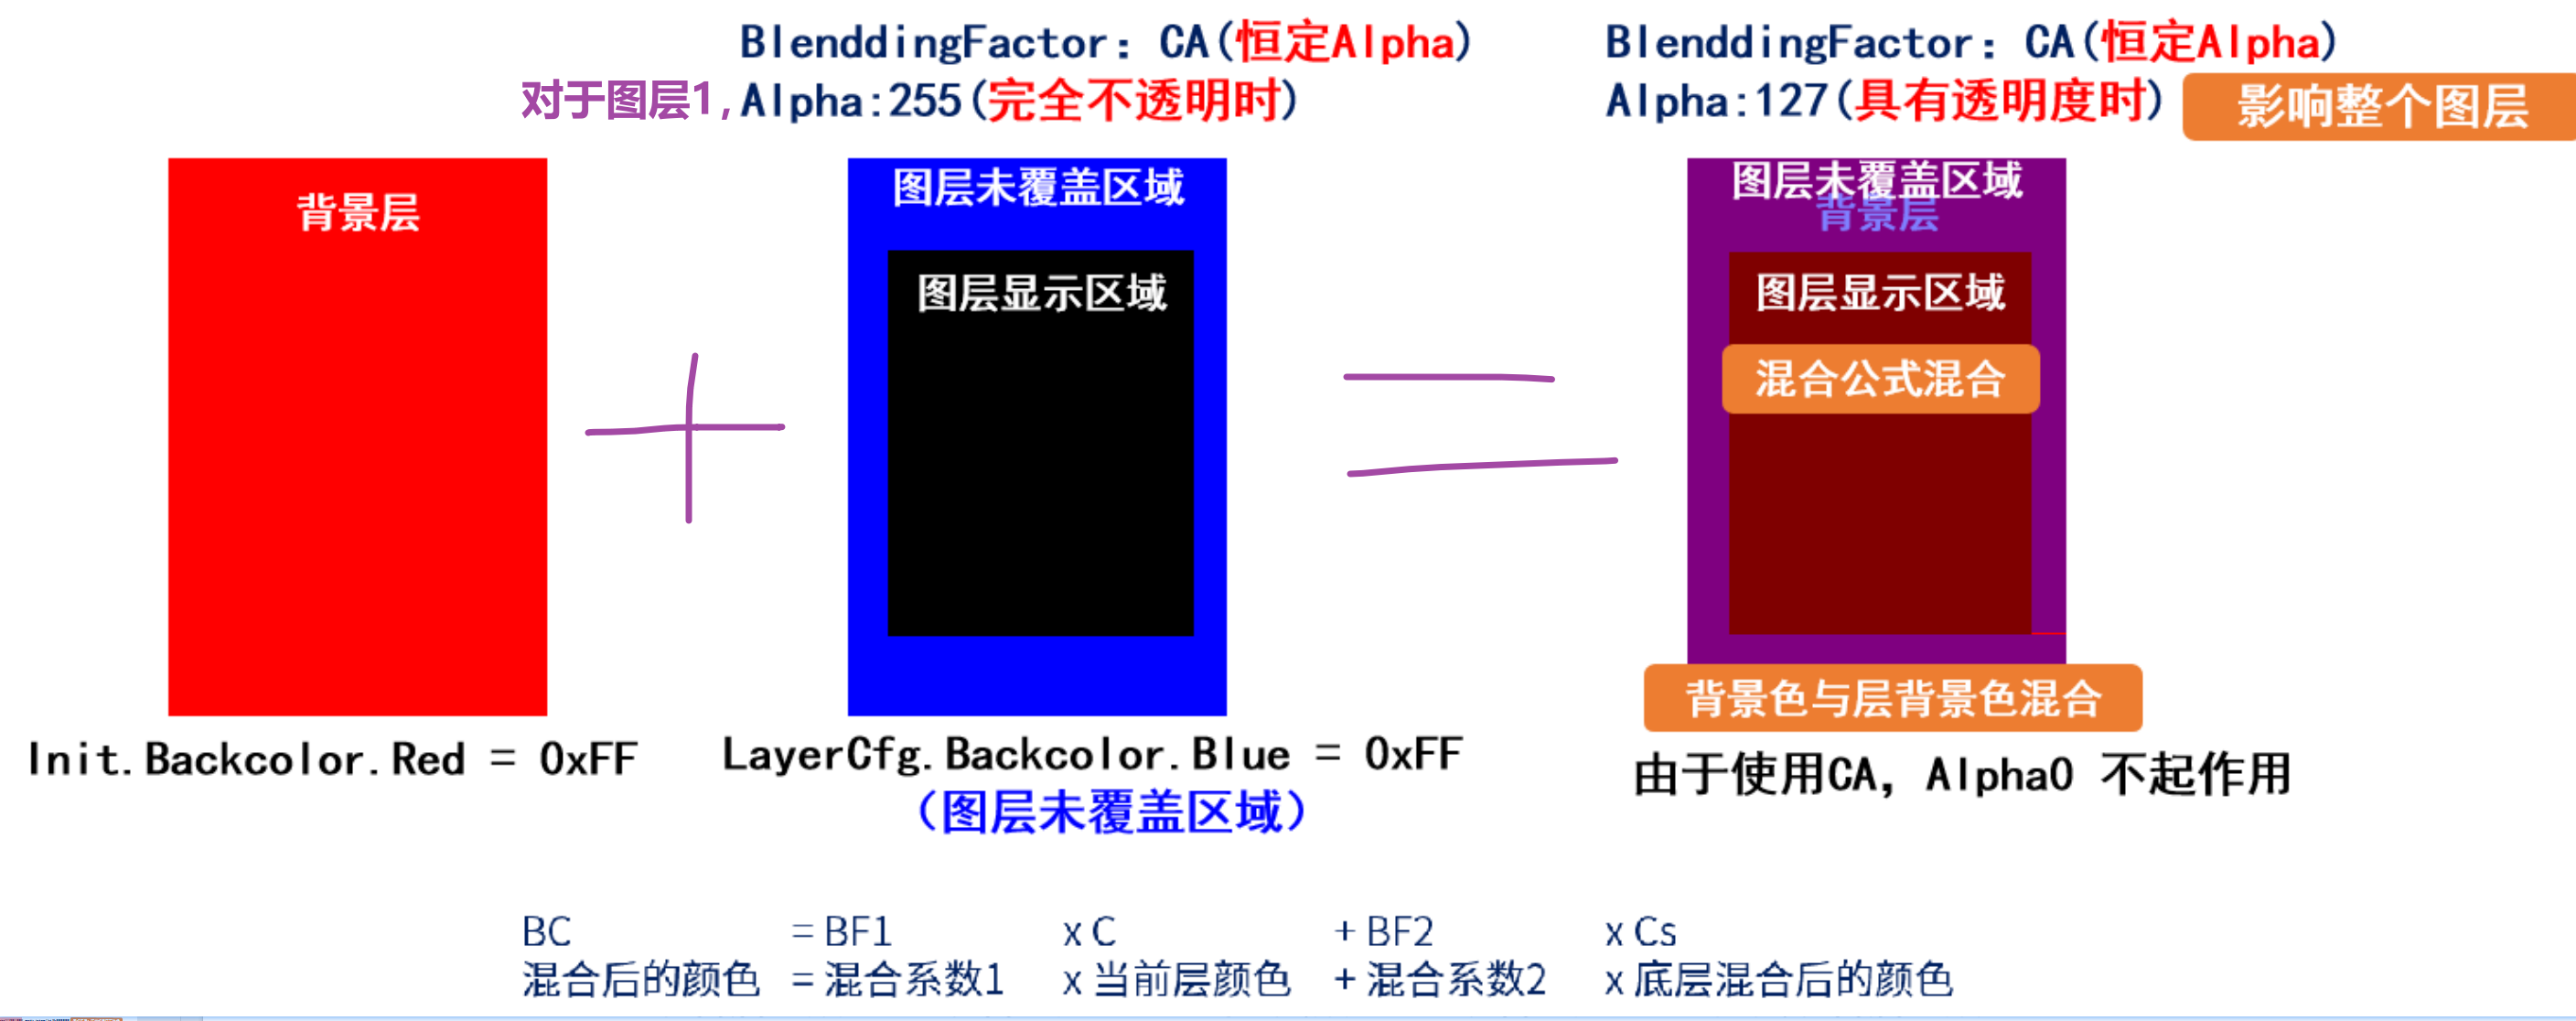 BlenddingFactor：CA(恒定Alpha)
对于图层1,Alpha:255(完全不透明时)
BlenddingFactor：CA(恒定Alpha)
Alpha:127(具有透明度时)
影响整个图层
背景层
图层未覆盖区域
图层显示区域
图层未覆盖区域
背景层
图层显示区域
混合公式混合
背景色与层背景色混合
Init.Backcolor.Red = 0xFF
LayerCfg.Backcolor.Blue = 0xFF
（图层未覆盖区域）
由于使用CA，Alpha0 不起作用
BC = BF1 x C + BF2 x Cs
混合后的颜色 = 混合系数1 x 当前层颜色 + 混合系数2 x 底层混合后的颜色